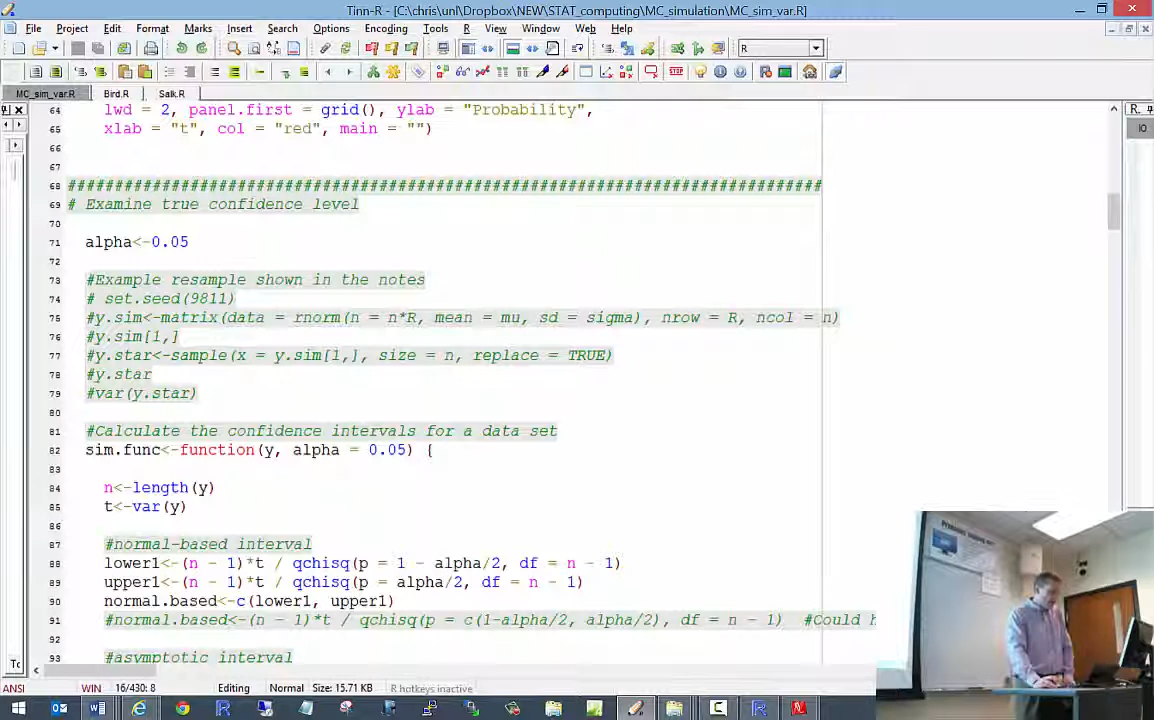 Tinn-R - [C:\chris\unl\Dropbox\NEW\STAT_computing\MC_simulation\MC_sim_var.R]
File Project Edit Format Marks Insert Search Options Encoding Tools R View Window Web Help
R
MC_sim_var.R Bird.R Salk.R
64 lwd = 2, panel.first = grid(), ylab = "Probability",
65 xlab = "t", col = "red", main = "")
66
67
68 ################################################################################
69 # Examine true confidence level
70
71 alpha<-0.05
72
73 #Example resample shown in the notes
74 # set.seed(9811)
75 #y.sim<-matrix(data = rnorm(n = n*R, mean = mu, sd = sigma), nrow = R, ncol = n)
76 #y.sim[1,]
77 #y.star<-sample(x = y.sim[1,], size = n, replace = TRUE)
78 #y.star
79 #var(y.star)
80
81 #Calculate the confidence intervals for a data set
82 sim.func<-function(y, alpha = 0.05) {
83
84 n<-length(y)
85 t<-var(y)
86
87 #normal-based interval
88 lower1<-(n - 1)*t / qchisq(p = 1 - alpha/2, df = n - 1)
89 upper1<-(n - 1)*t / qchisq(p = alpha/2, df = n - 1)
90 normal.based<-c(lower1, upper1)
91 #normal.based<-(n - 1)*t / qchisq(p = c(1-alpha/2, alpha/2), df = n - 1) #Could h
92
93 #asymptotic interval
ANSI WIN 16/430: 8 Editing Normal Size: 15.71 KB R hotkeys inactive